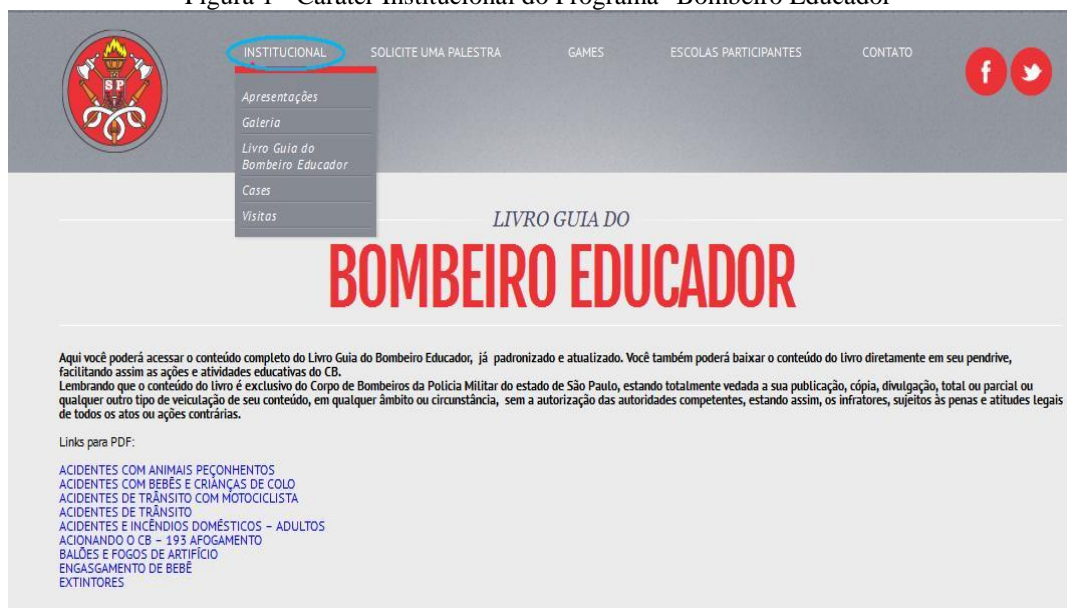 Figura 1 - Caráter Institucional do Programa "Bombeiro Educador"
INSTITUCIONAL
SOLICITE UMA PALESTRA
GAMES
ESCOLAS PARTICIPANTES
CONTATO
SP
Apresentações
Galeria
Livro Guia do
Bombeiro Educador
Cases
Visitas
LIVRO GUIA DO
BOMBEIRO EDUCADOR
Aqui você poderá acessar o conteúdo completo do Livro Guia do Bombeiro Educador, já padronizado e atualizado. Você também poderá baixar o conteúdo do livro diretamente em seu pendrive,
facilitando assim as ações e atividades educativas do CB.
Lembrando que o conteúdo do livro é exclusivo do Corpo de Bombeiros da Policia Militar do estado de São Paulo, estando totalmente vedada a sua publicação, cópia, divulgação, total ou parcial ou
qualquer outro tipo de veiculação de seu conteúdo, em qualquer âmbito ou circunstância, sem a autorização das autoridades competentes, estando assim, os infratores, sujeitos às penas e atitudes legais
de todos os atos ou ações contrárias.
Links para PDF:
ACIDENTES COM ANIMAIS PEÇONHENTOS
ACIDENTES COM BEBÊS E CRIANÇAS DE COLO
ACIDENTES DE TRÂNSITO COM MOTOCICLISTA
ACIDENTES DE TRÂNSITO
ACIDENTES E INCÊNDIOS DOMÉSTICOS – ADULTOS
ACIONANDO O CB – 193 AFOGAMENTO
BALÕES E FOGOS DE ARTIFÍCIO
ENGASGAMENTO DE BEBÊ
EXTINTORES